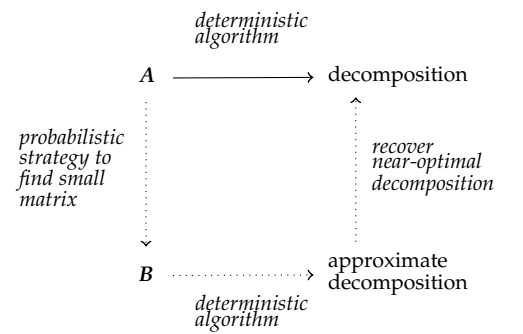 deterministic
algorithm
A
decomposition
probabilistic
strategy to
find small
matrix
recover
near-optimal
decomposition
B
approximate
decomposition
deterministic
algorithm